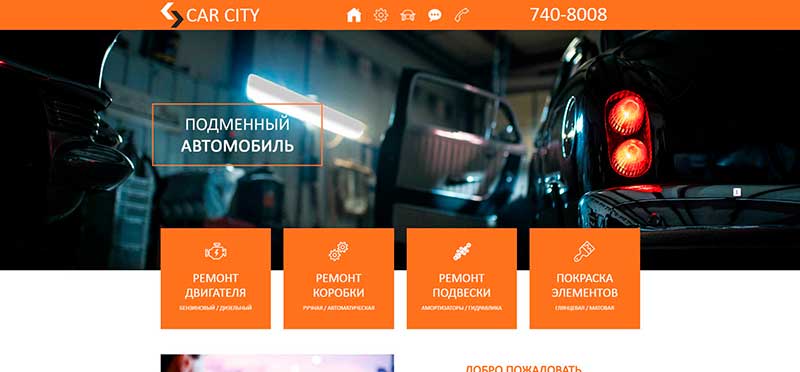 CAR CITY
740-8008
ПОДМЕННЫЙ
АВТОМОБИЛЬ
РЕМОНТ
ДВИГАТЕЛЯ
БЕНЗИНОВЫЙ / ДИЗЕЛЬНЫЙ
РЕМОНТ
КОРОБКИ
РУЧНАЯ / АВТОМАТИЧЕСКАЯ
РЕМОНТ
ПОДВЕСКИ
АМОРТИЗАТОРЫ / ГИДРАВЛИКА
ПОКРАСКА
ЭЛЕМЕНТОВ
ГЛЯНЦЕВАЯ / МАТОВАЯ
ДОБРО ПОЖАЛОВАТЬ